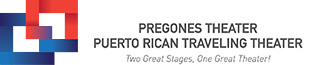 PREGONES THEATER
PUERTO RICAN TRAVELING THEATER
Two Great Stages, One Great Theater!